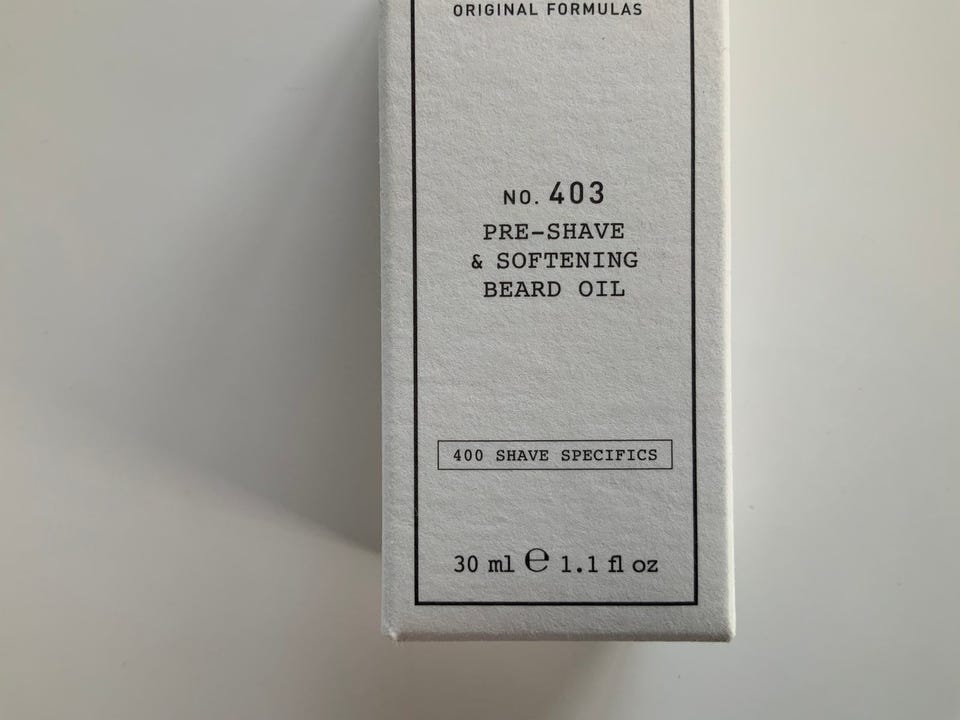 ORIGINAL FORMULAS
NO. 403
PRE-SHAVE
& SOFTENING
BEARD OIL
400 SHAVE SPECIFICS
30 ml ℮ 1.1 fl oz